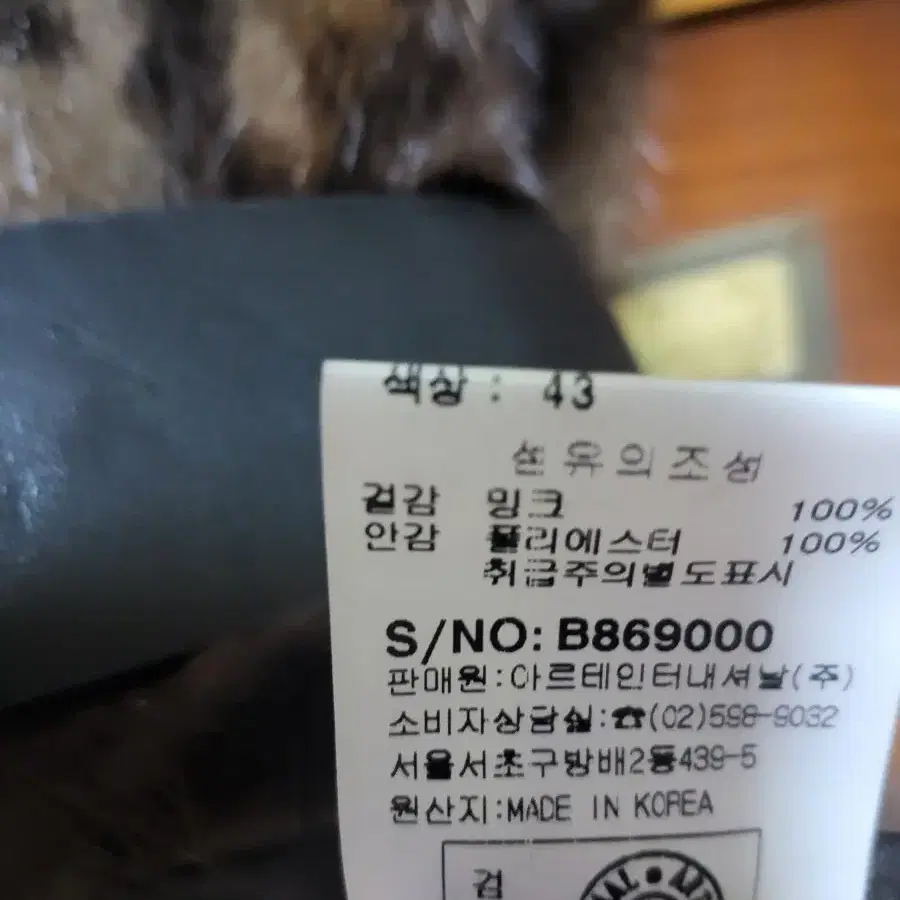 색상 : 43
섬유의조성
겉감 밍크 100%
안감 폴리에스터 100%
취급주의별도표시
S/NO: B869000
판매원:아르테인터내셔날(주)
소비자상담실:☎(02)598-9032
서울서초구방배2동439-5
원산지:MADE IN KOREA
검